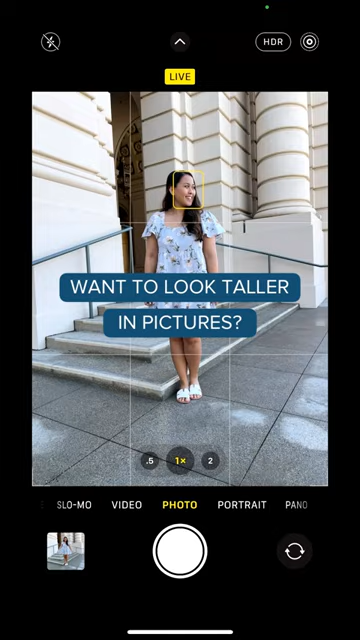 HDR
LIVE
WANT TO LOOK TALLER
IN PICTURES?
.5 1× 2
SLO-MO VIDEO PHOTO PORTRAIT PANO